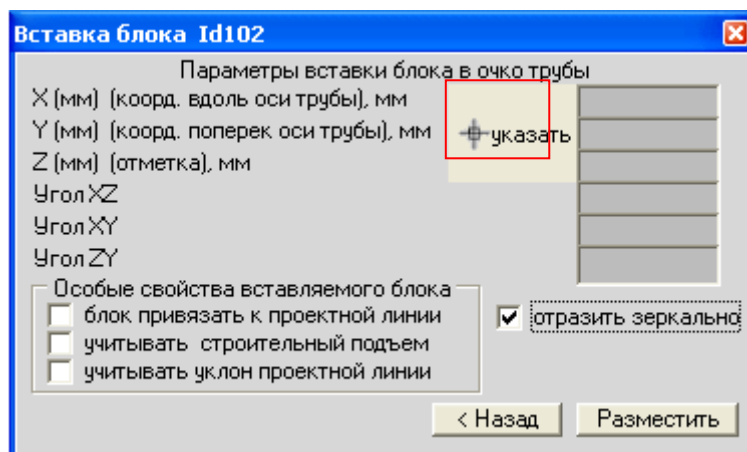 Вставка блока Id102
Параметры вставки блока в очко трубы
X (мм) (коорд. вдоль оси трубы), мм
Y (мм) (коорд. поперек оси трубы), мм
указать
Z (мм) (отметка), мм
Угол XZ
Угол XY
Угол ZY
Особые свойства вставляемого блока
блок привязать к проектной линии
отразить зеркально
учитывать строительный подъем
учитывать уклон проектной линии
< Назад
Разместить